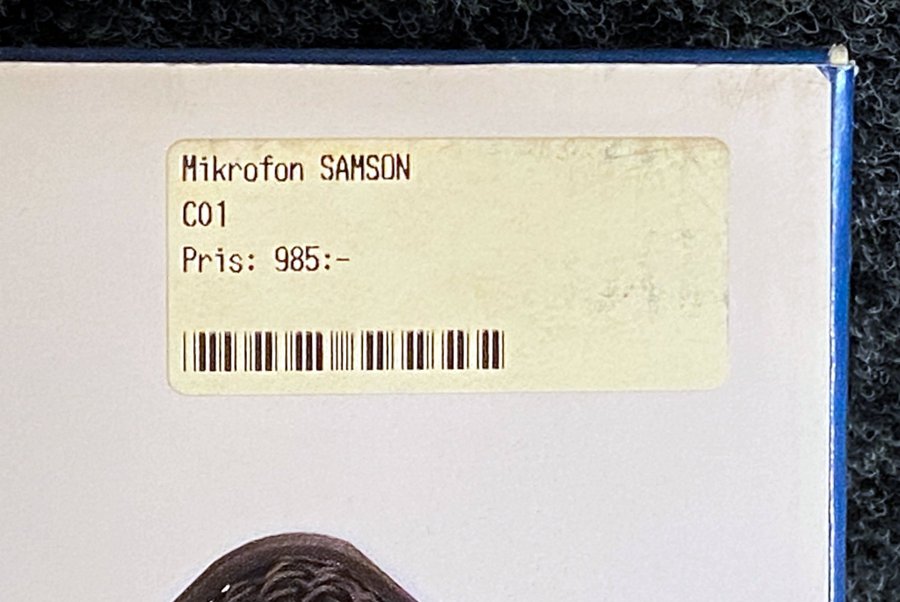 Mikrofon SAMSON
C01
Pris: 985:-